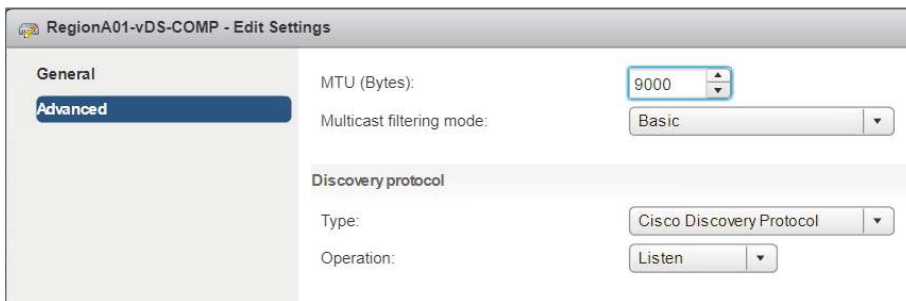 RegionA01-vDS-COMP - Edit Settings
General
Advanced
MTU (Bytes): 9000
Multicast filtering mode: Basic
Discovery protocol
Type: Cisco Discovery Protocol
Operation: Listen